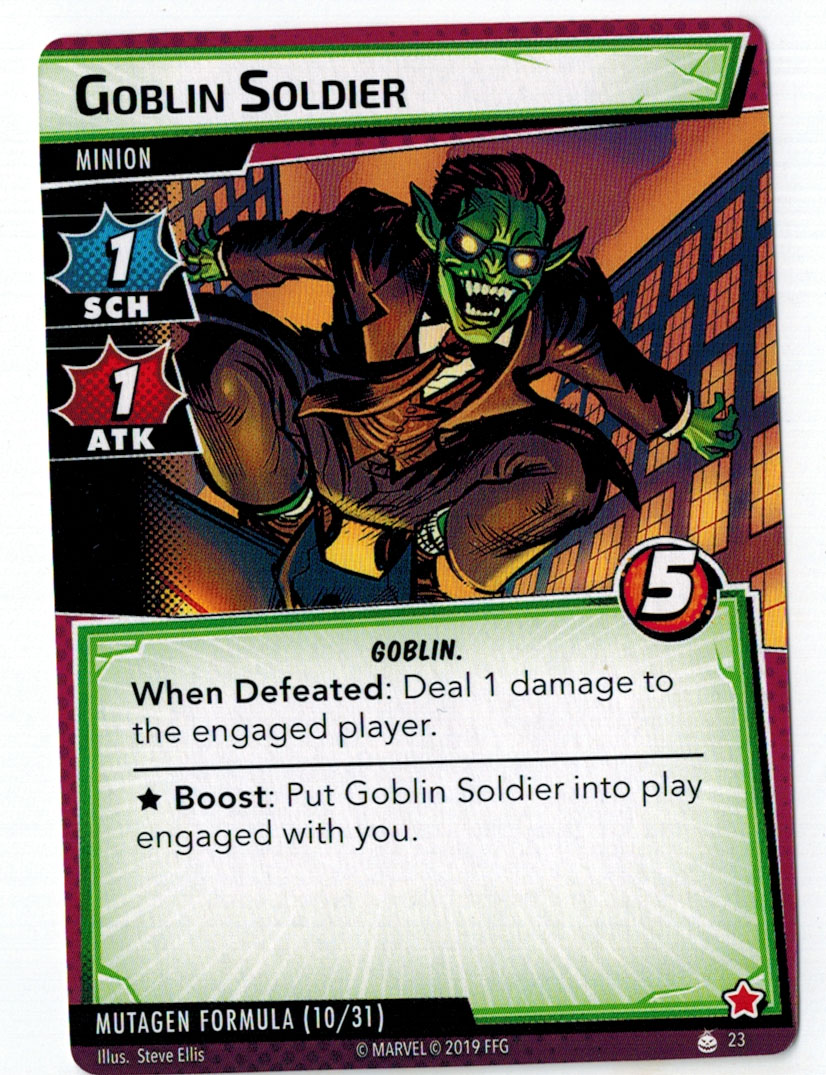 GOBLIN SOLDIER
MINION
1
SCH
1
ATK
5
GOBLIN.
When Defeated: Deal 1 damage to
the engaged player.
★ Boost: Put Goblin Soldier into play
engaged with you.
MUTAGEN FORMULA (10/31)
Illus. Steve Ellis
© MARVEL © 2019 FFG
23